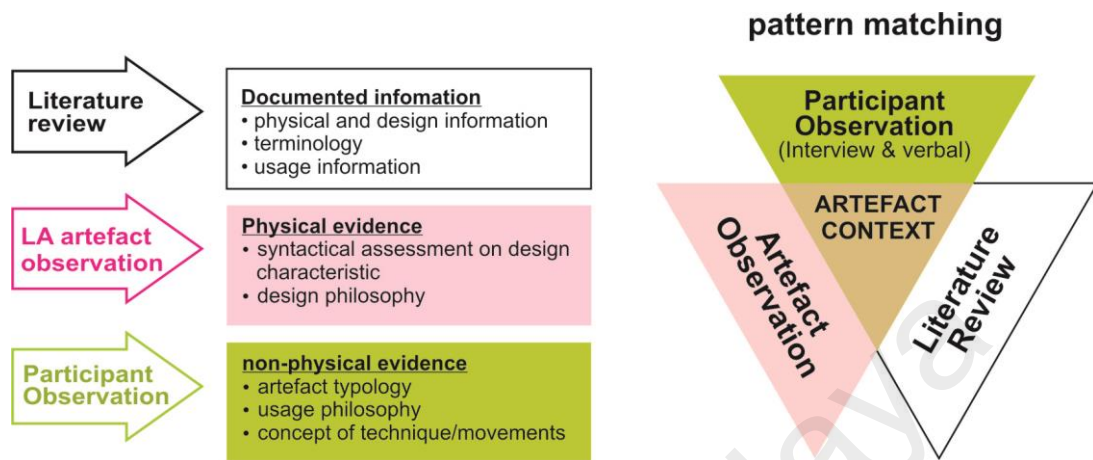 Literature
review
Documented infomation
• physical and design information
• terminology
• usage information
LA artefact
observation
Physical evidence
• syntactical assessment on design
characteristic
• design philosophy
Participant
Observation
non-physical evidence
• artefact typology
• usage philosophy
• concept of technique/movements
pattern matching
Participant
Observation
(Interview & verbal)
ARTEFACT
CONTEXT
Artefact
Observation
Literature
Review